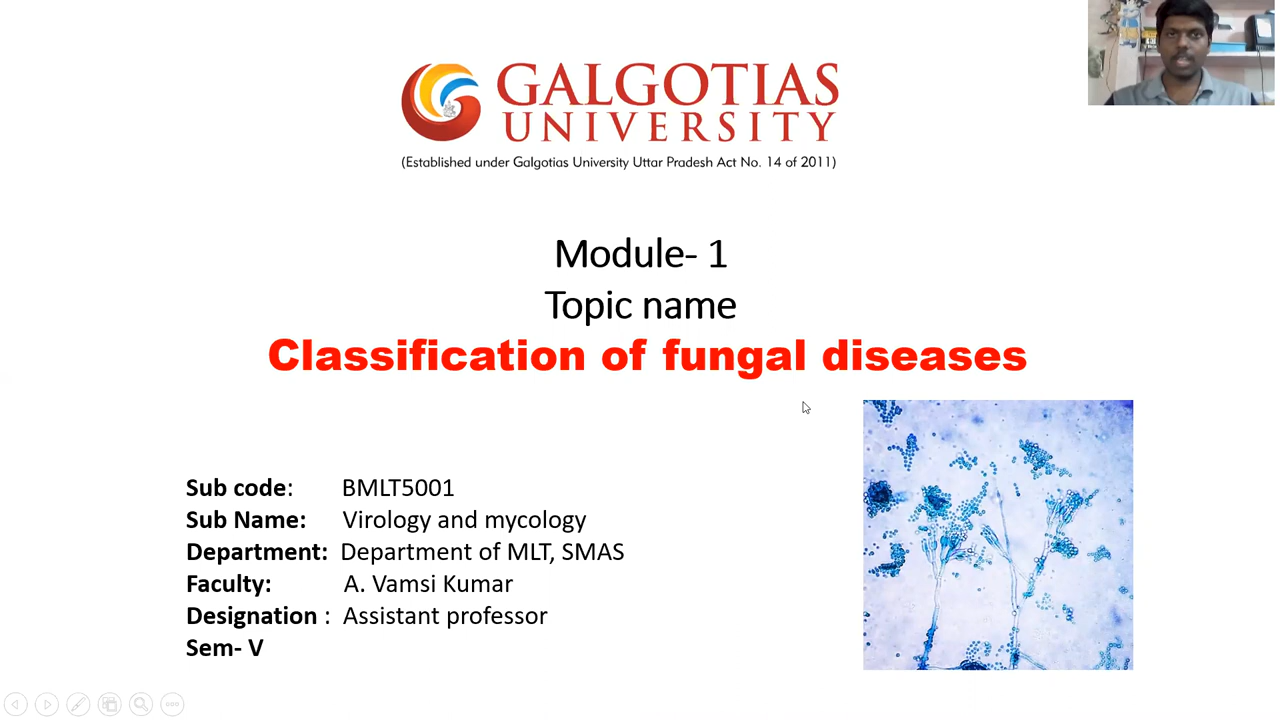 GALGOTIAS
UNIVERSITY
(Established under Galgotias University Uttar Pradesh Act No. 14 of 2011)
Module- 1
Topic name
Classification of fungal diseases
Sub code: BMLT5001
Sub Name: Virology and mycology
Department: Department of MLT, SMAS
Faculty: A. Vamsi Kumar
Designation : Assistant professor
Sem- V